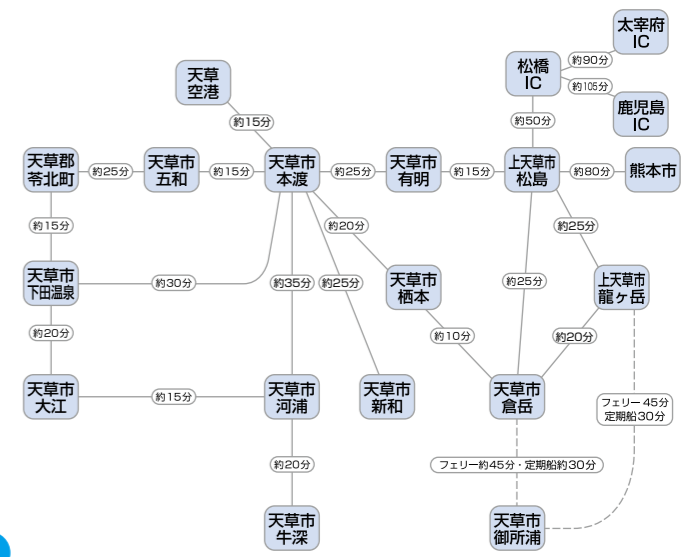 太宰府
IC
約90分
松橋
IC
天草
空港
約105分
鹿児島
IC
約15分
約50分
天草郡
苓北町
約25分
天草市
五和
約15分
天草市
本渡
約25分
天草市
有明
約15分
上天草市
松島
約80分
熊本市
約15分
約20分
約25分
天草市
下田温泉
約30分
約35分
約25分
天草市
栖本
約25分
上天草市
龍ヶ岳
約20分
約10分
約20分
天草市
大江
約15分
天草市
河浦
天草市
新和
天草市
倉岳
フェリー 45分
定期船30分
約20分
フェリー約45分・定期船約30分
天草市
牛深
天草市
御所浦